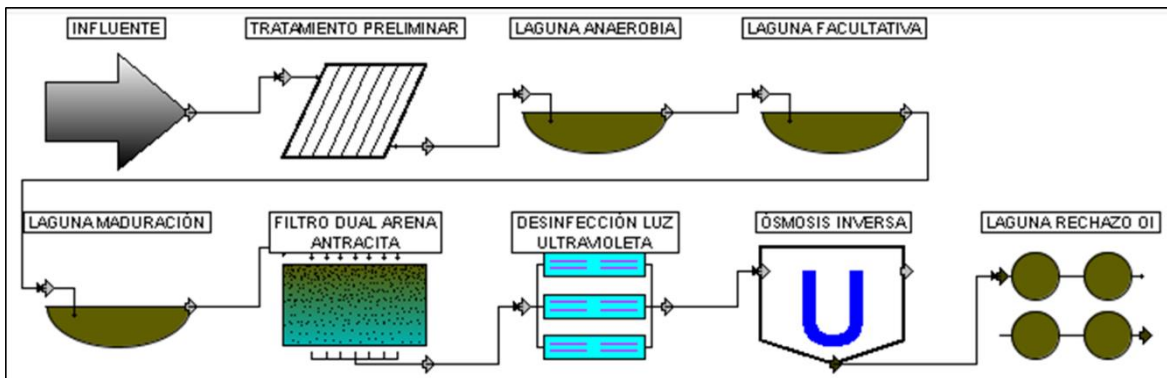 INFLUENTE
TRATAMIENTO PRELIMINAR
LAGUNA ANAEROBIA
LAGUNA FACULTATIVA
LAGUNA MADURACIÓN
FILTRO DUAL ARENA
ANTRACITA
DESINFECCIÓN LUZ
ULTRAVIOLETA
ÓSMOSIS INVERSA
LAGUNA RECHAZO OI
U